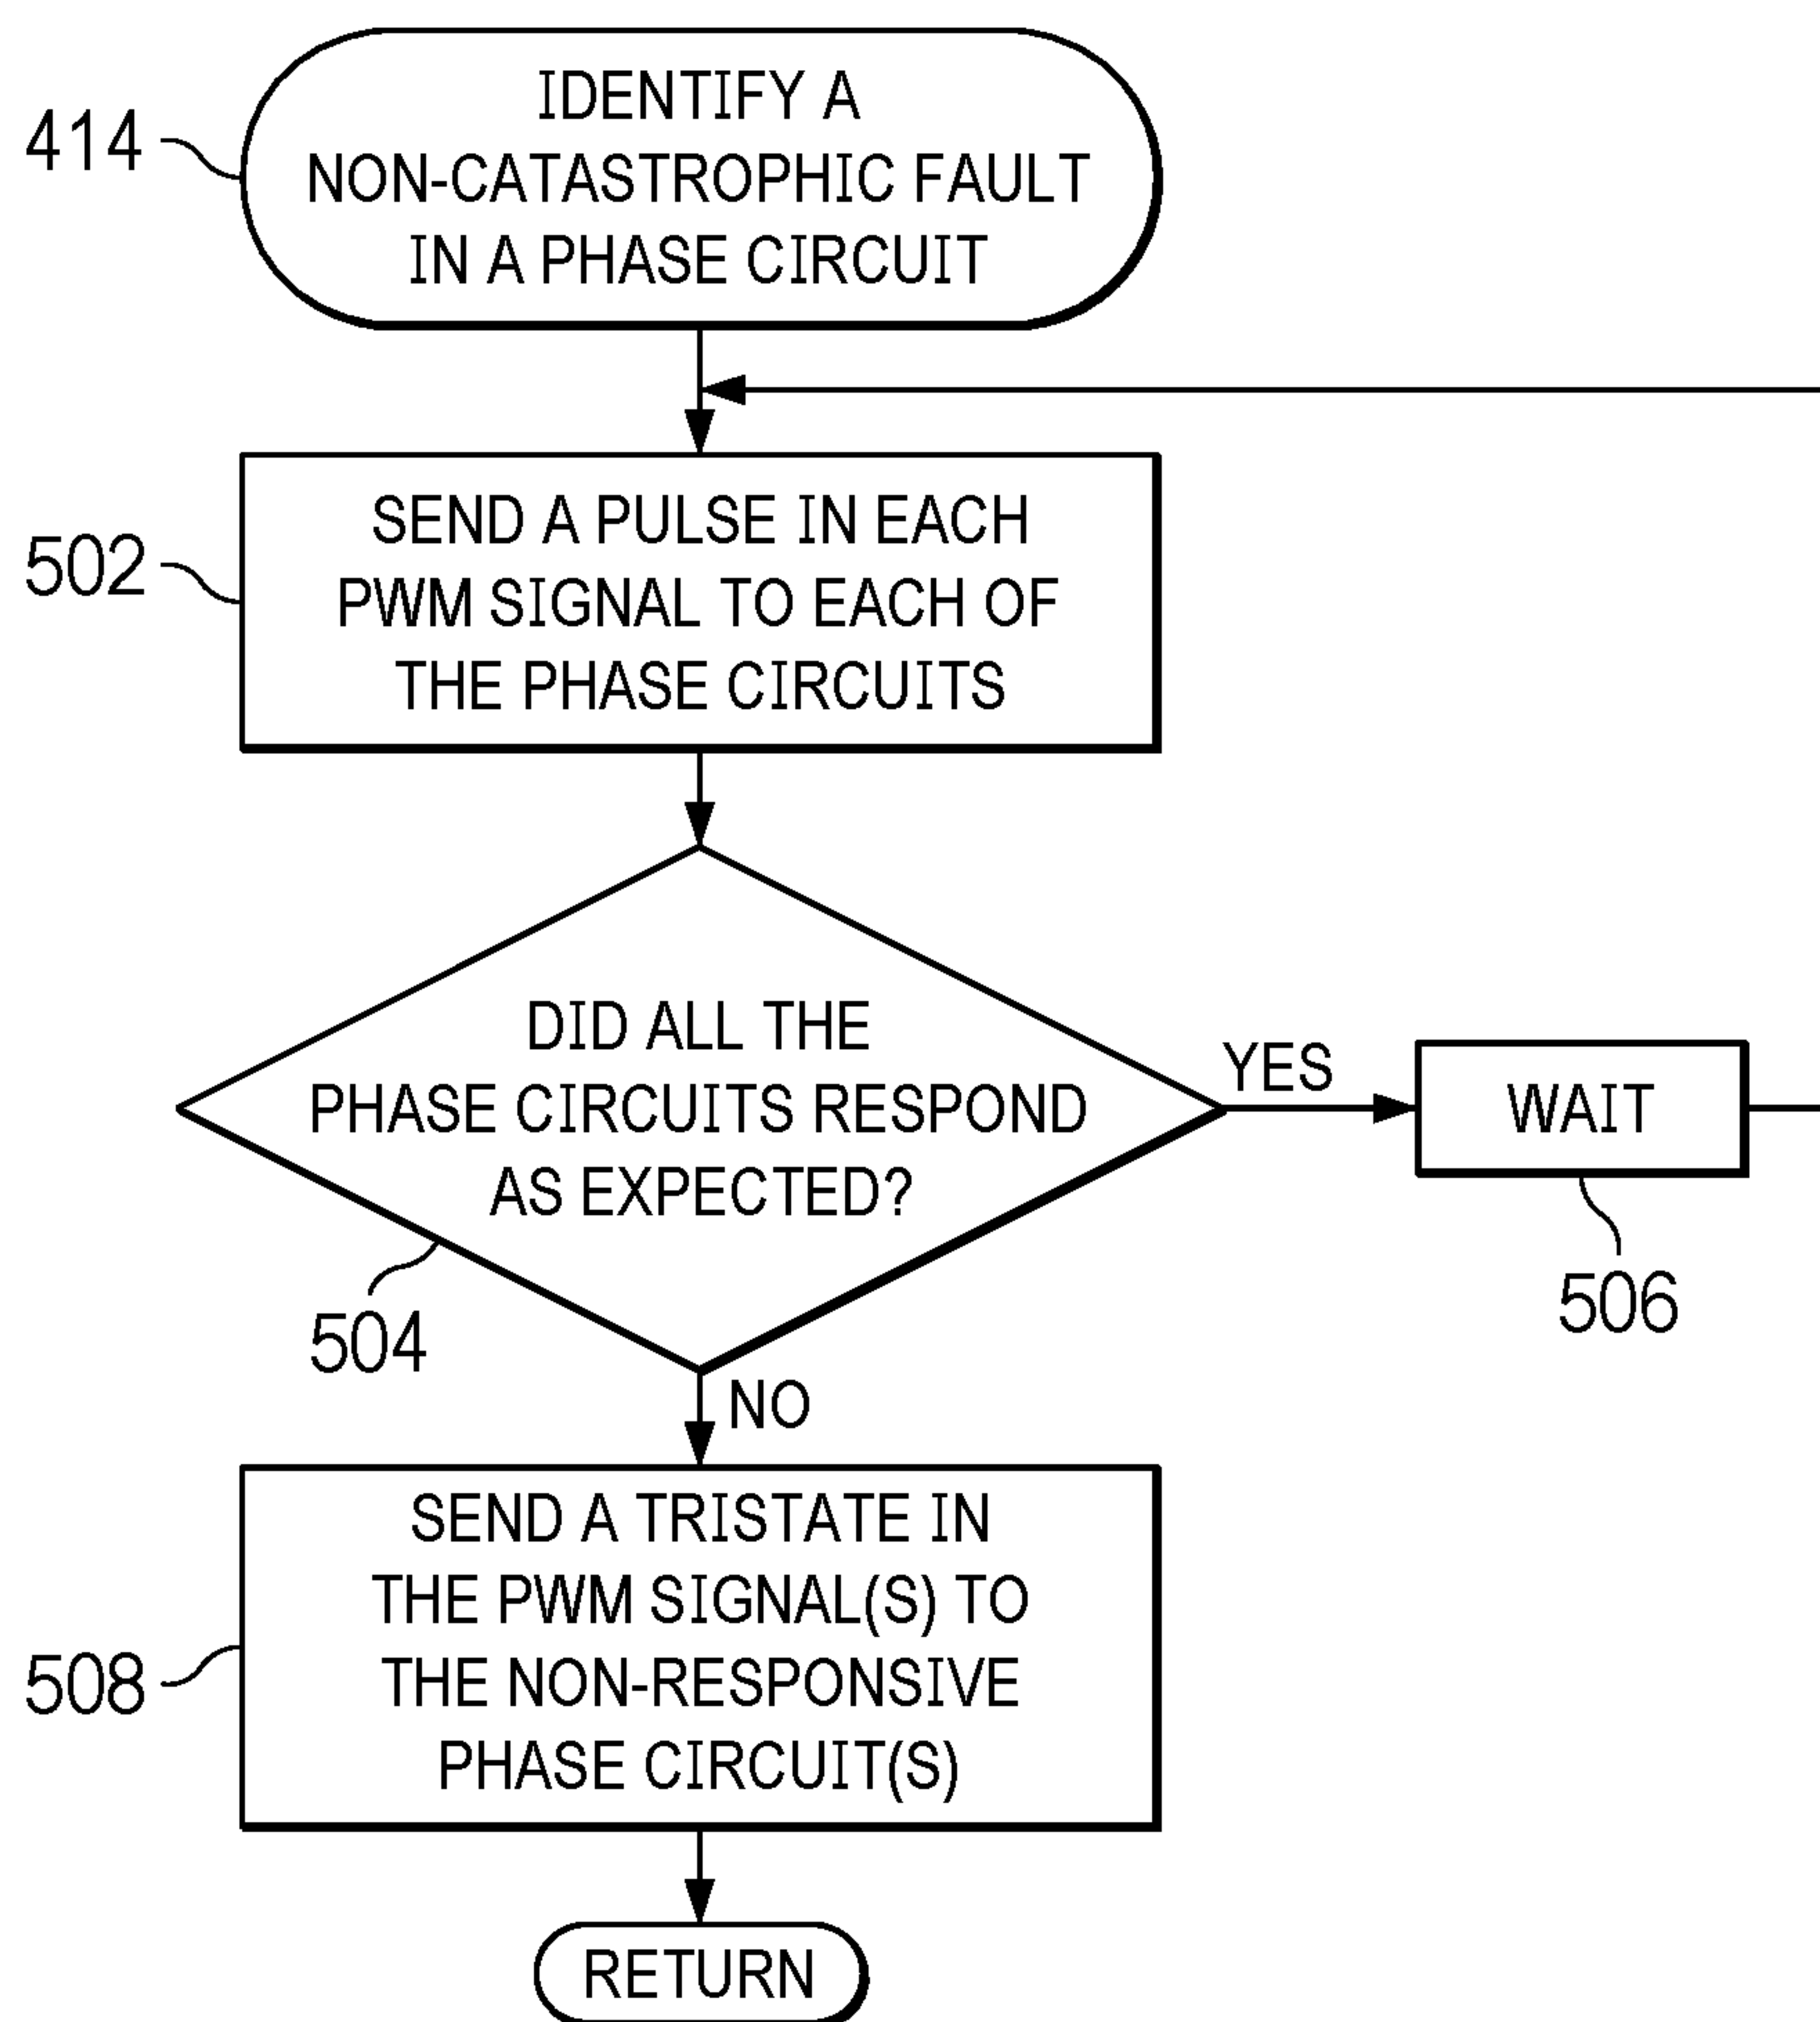 414
IDENTIFY A
NON-CATASTROPHIC FAULT
IN A PHASE CIRCUIT
502
SEND A PULSE IN EACH
PWM SIGNAL TO EACH OF
THE PHASE CIRCUITS
DID ALL THE
PHASE CIRCUITS RESPOND
AS EXPECTED?
504
YES
WAIT
506
NO
508
SEND A TRISTATE IN
THE PWM SIGNAL(S) TO
THE NON-RESPONSIVE
PHASE CIRCUIT(S)
RETURN